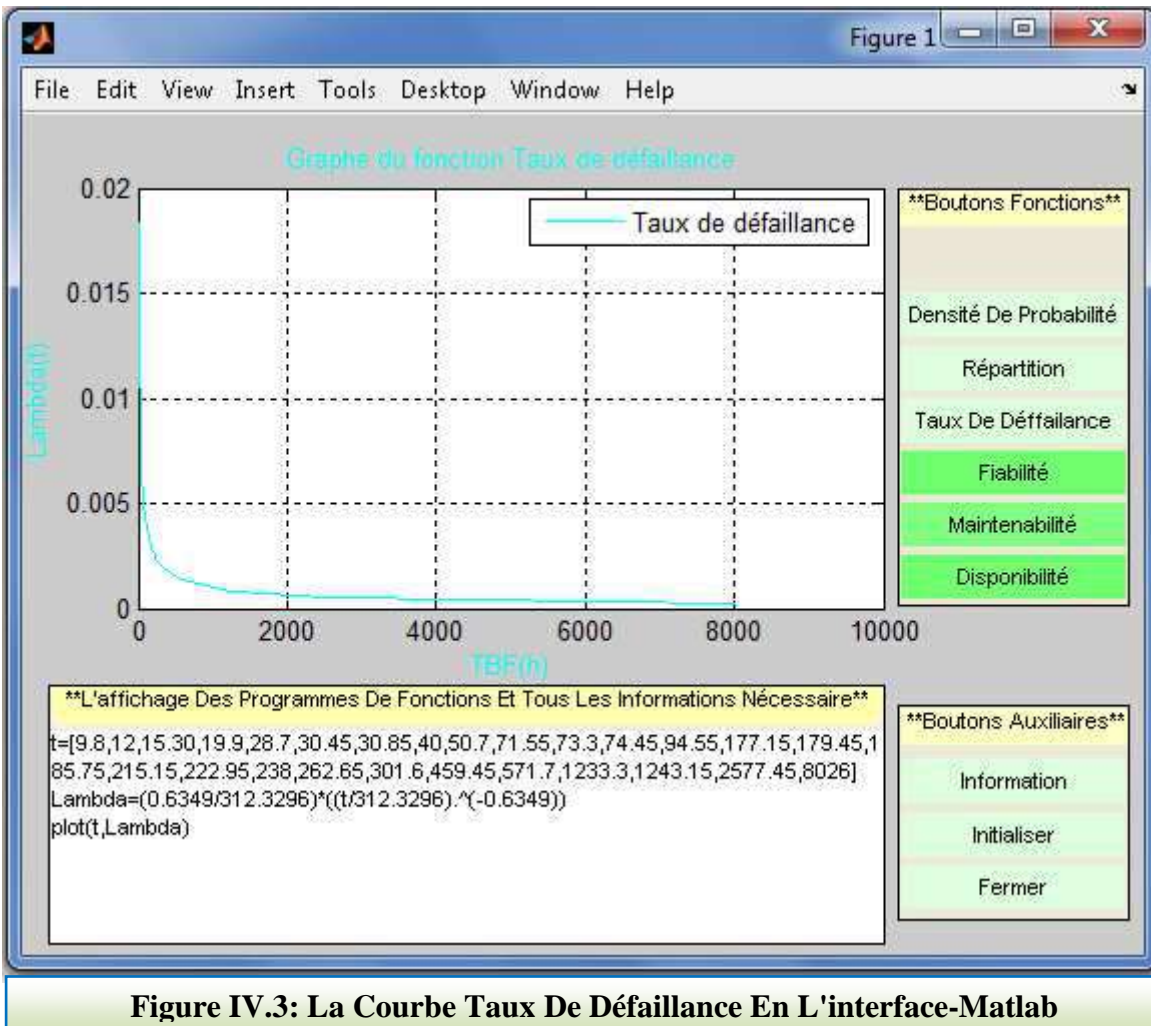 Figure 1
File Edit View Insert Tools Desktop Window Help
Graphe du fonction Taux de défaillance
Taux de défaillance
0.02
0.015
0.01
0.005
0
Lambda(t)
0 2000 4000 6000 8000 10000
TBF(h)
**Boutons Fonctions**
Densité De Probabilité
Répartition
Taux De Déffailance
Fiabilité
Maintenabilité
Disponibilité
**L'affichage Des Programmes De Fonctions Et Tous Les Informations Nécessaire**
t=[9.8,12,15.30,19.9,28.7,30.45,30.85,40,50.7,71.55,73.3,74.45,94.55,177.15,179.45,1
85.75,215.15,222.95,238,262.65,301.6,459.45,571.7,1233.3,1243.15,2577.45,8026]
Lambda=(0.6349/312.3296)*((t/312.3296).^(-0.6349))
plot(t,Lambda)
**Boutons Auxiliaires**
Information
Initialiser
Fermer
Figure IV.3: La Courbe Taux De Défaillance En L'interface-Matlab